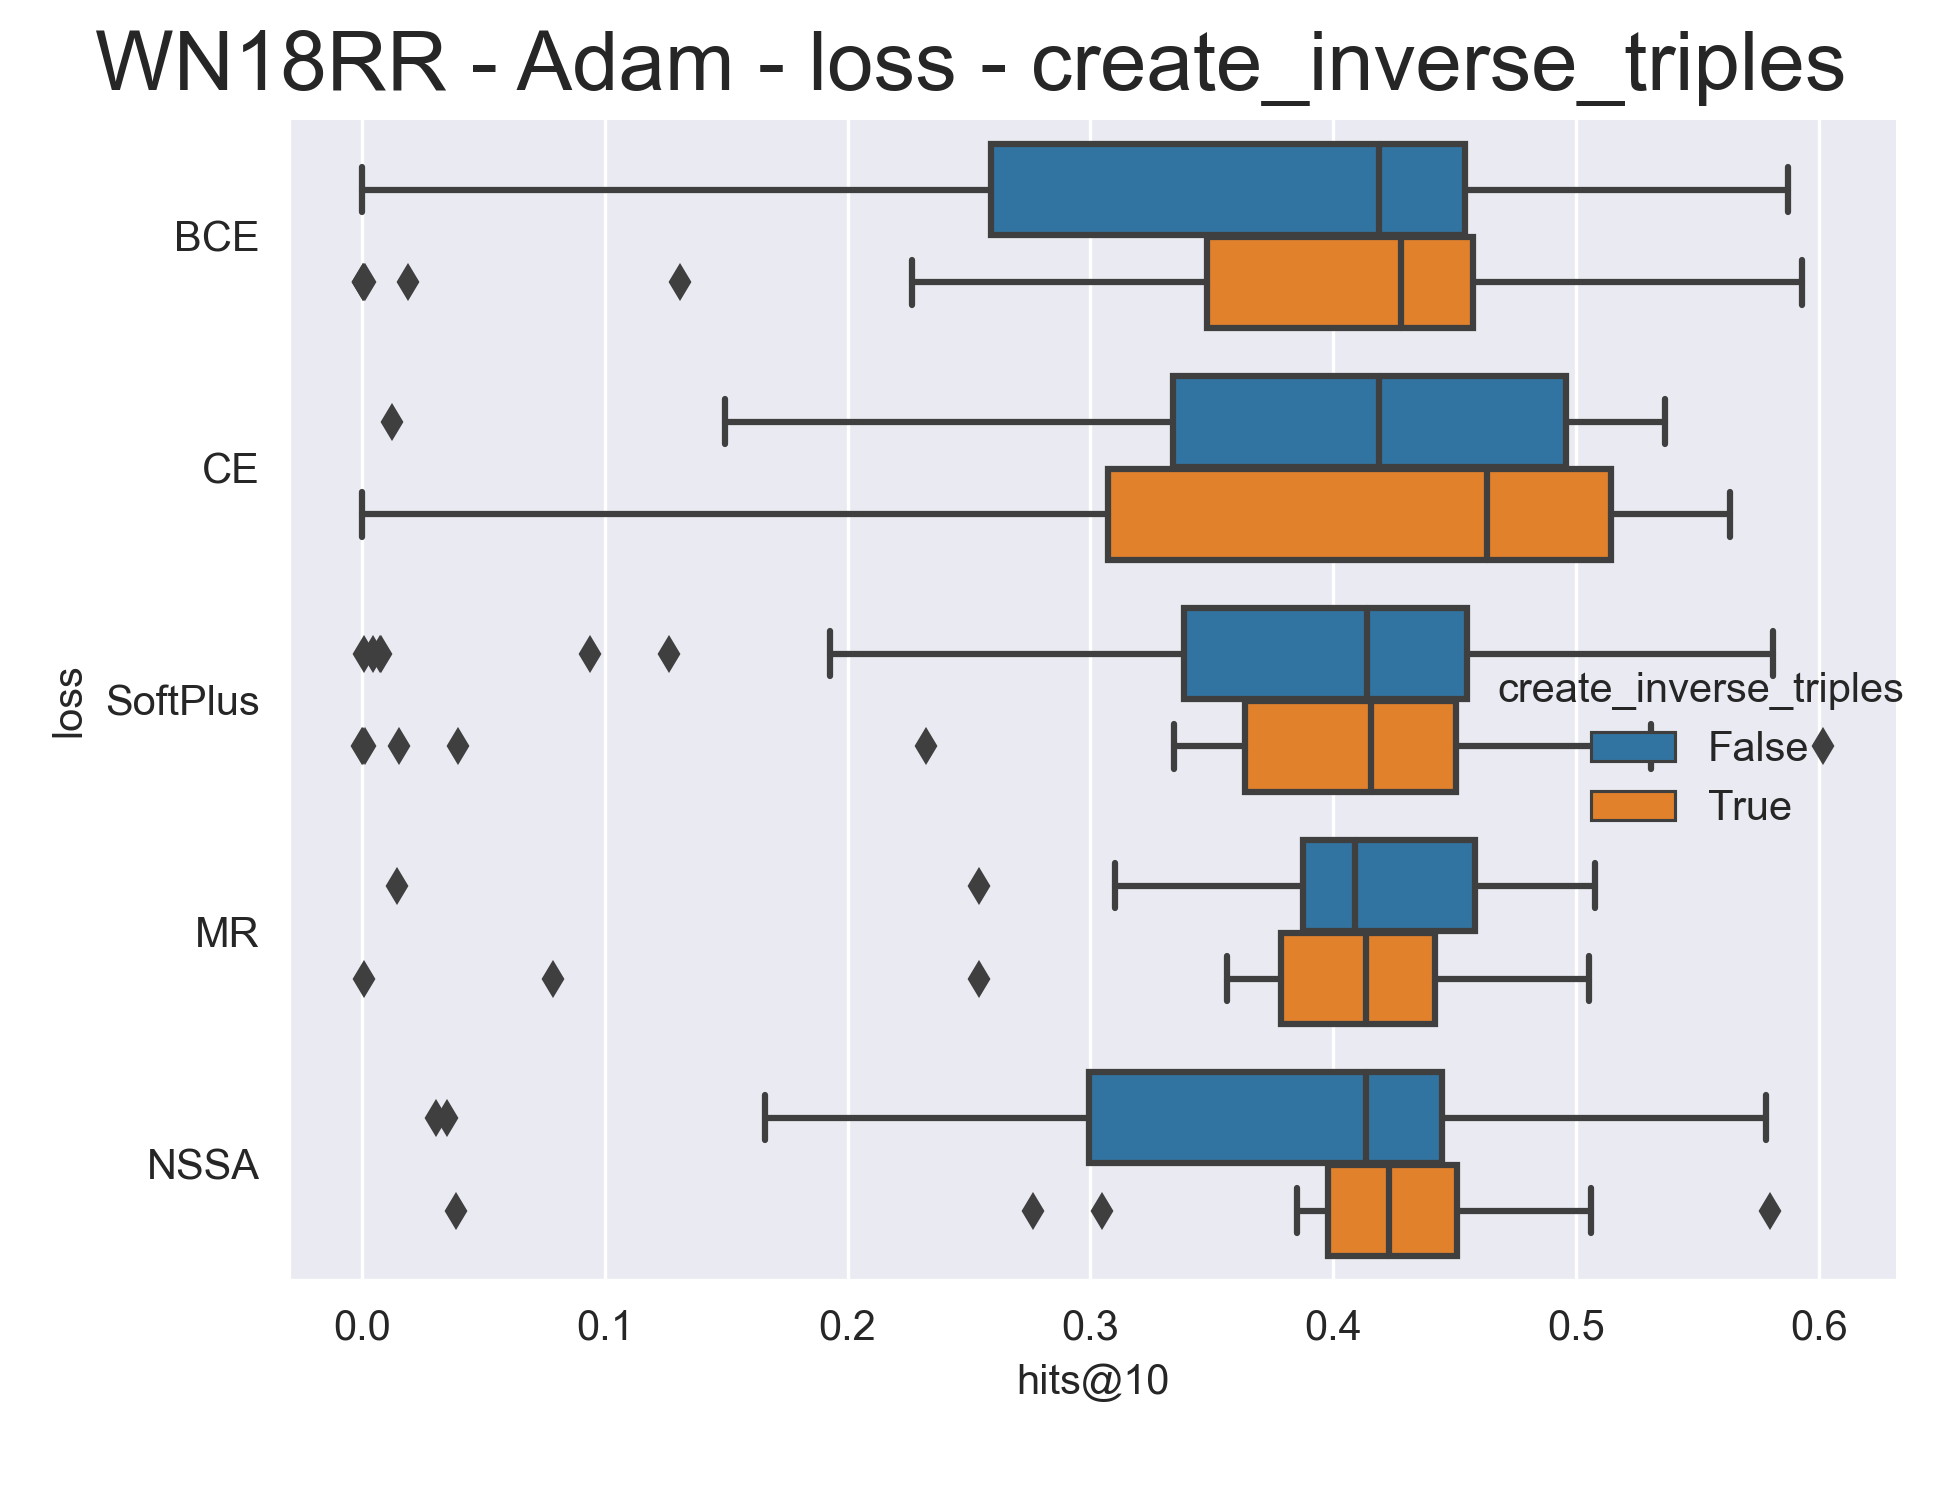 WN18RR - Adam - loss - create_inverse_triples
BCE
CE
SoftPlus
MR
NSSA
loss
create_inverse_triples
False
True
0.0 0.1 0.2 0.3 0.4 0.5 0.6
hits@10